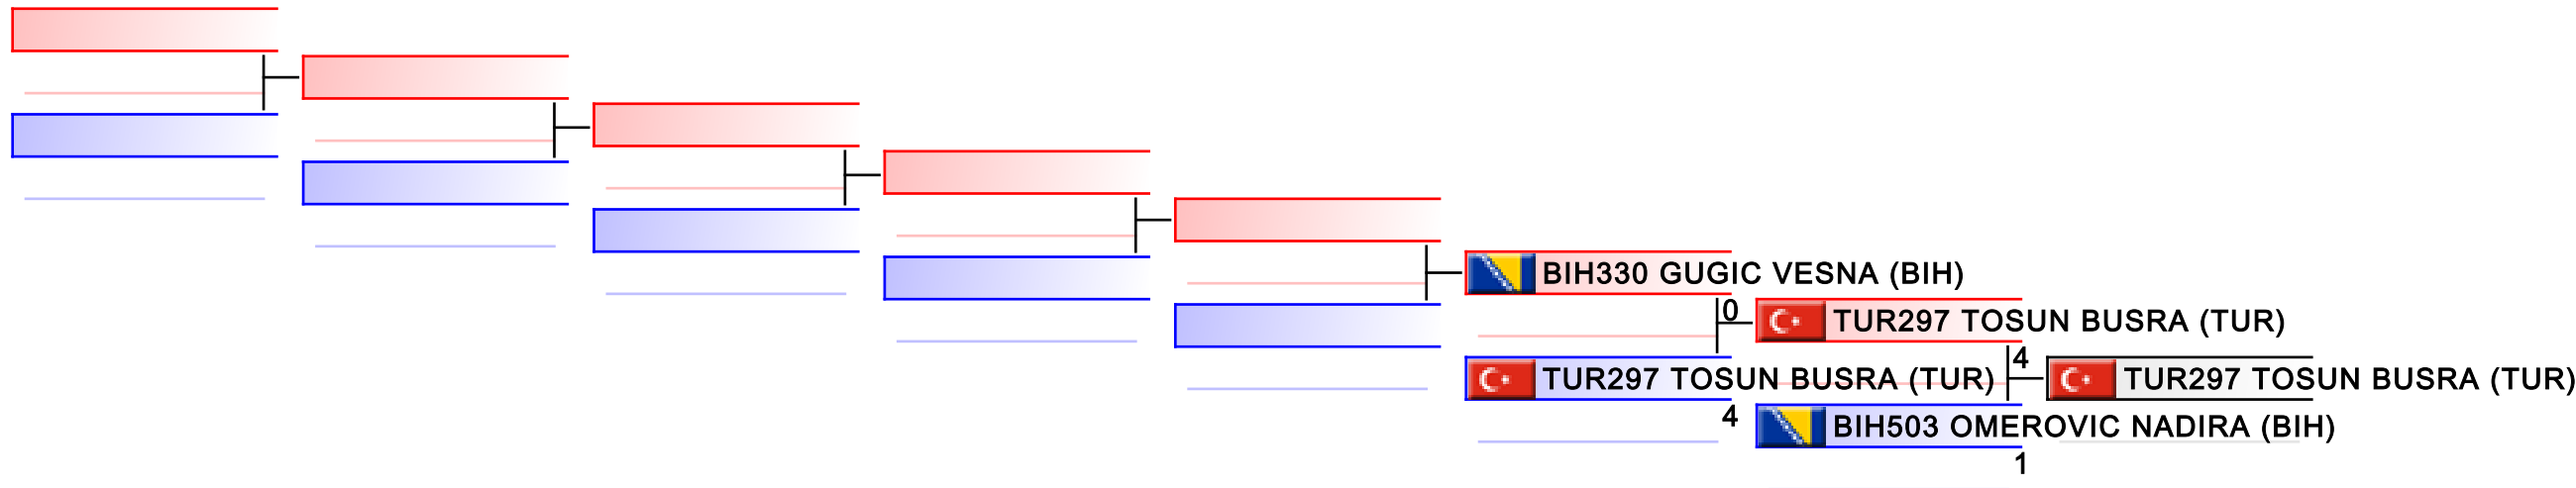 BIH330 GUGIC VESNA (BIH)
0
TUR297 TOSUN BUSRA (TUR)
4
TUR297 TOSUN BUSRA (TUR)
TUR297 TOSUN BUSRA (TUR)
4
BIH503 OMEROVIC NADIRA (BIH)
1